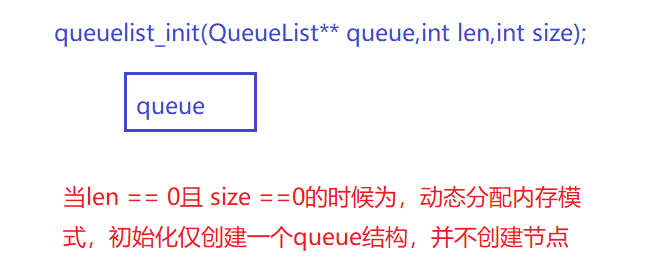 queuelist_init(QueueList** queue,int len,int size);
queue
当len == 0且 size ==0的时候为，动态分配内存模
式，初始化仅创建一个queue结构，并不创建节点